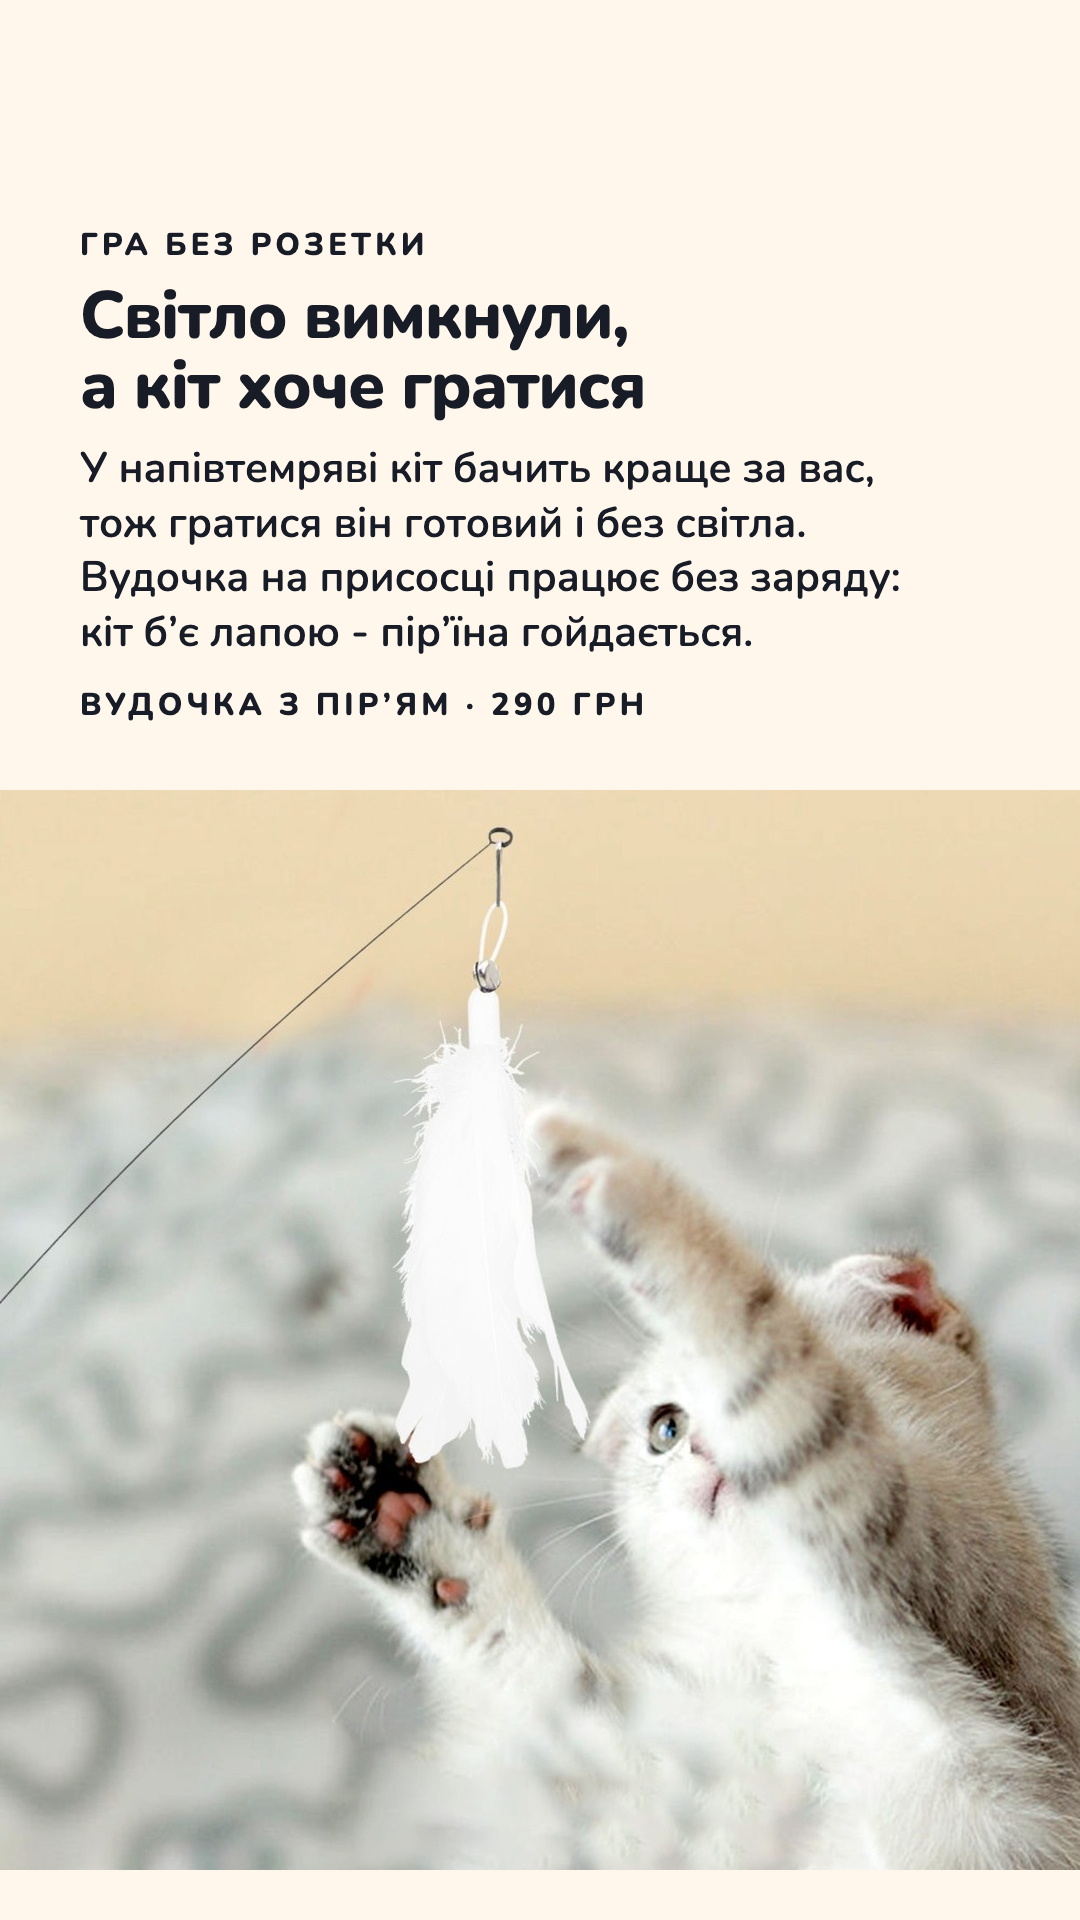 ГРА БЕЗ РОЗЕТКИ
Світло вимкнули,
а кіт хоче гратися
У напівтемряві кіт бачить краще за вас,
тож гратися він готовий і без світла.
Вудочка на присосці працює без заряду:
кіт б’є лапою - пір’їна гойдається.
ВУДОЧКА З ПІР’ЯМ · 290 ГРН